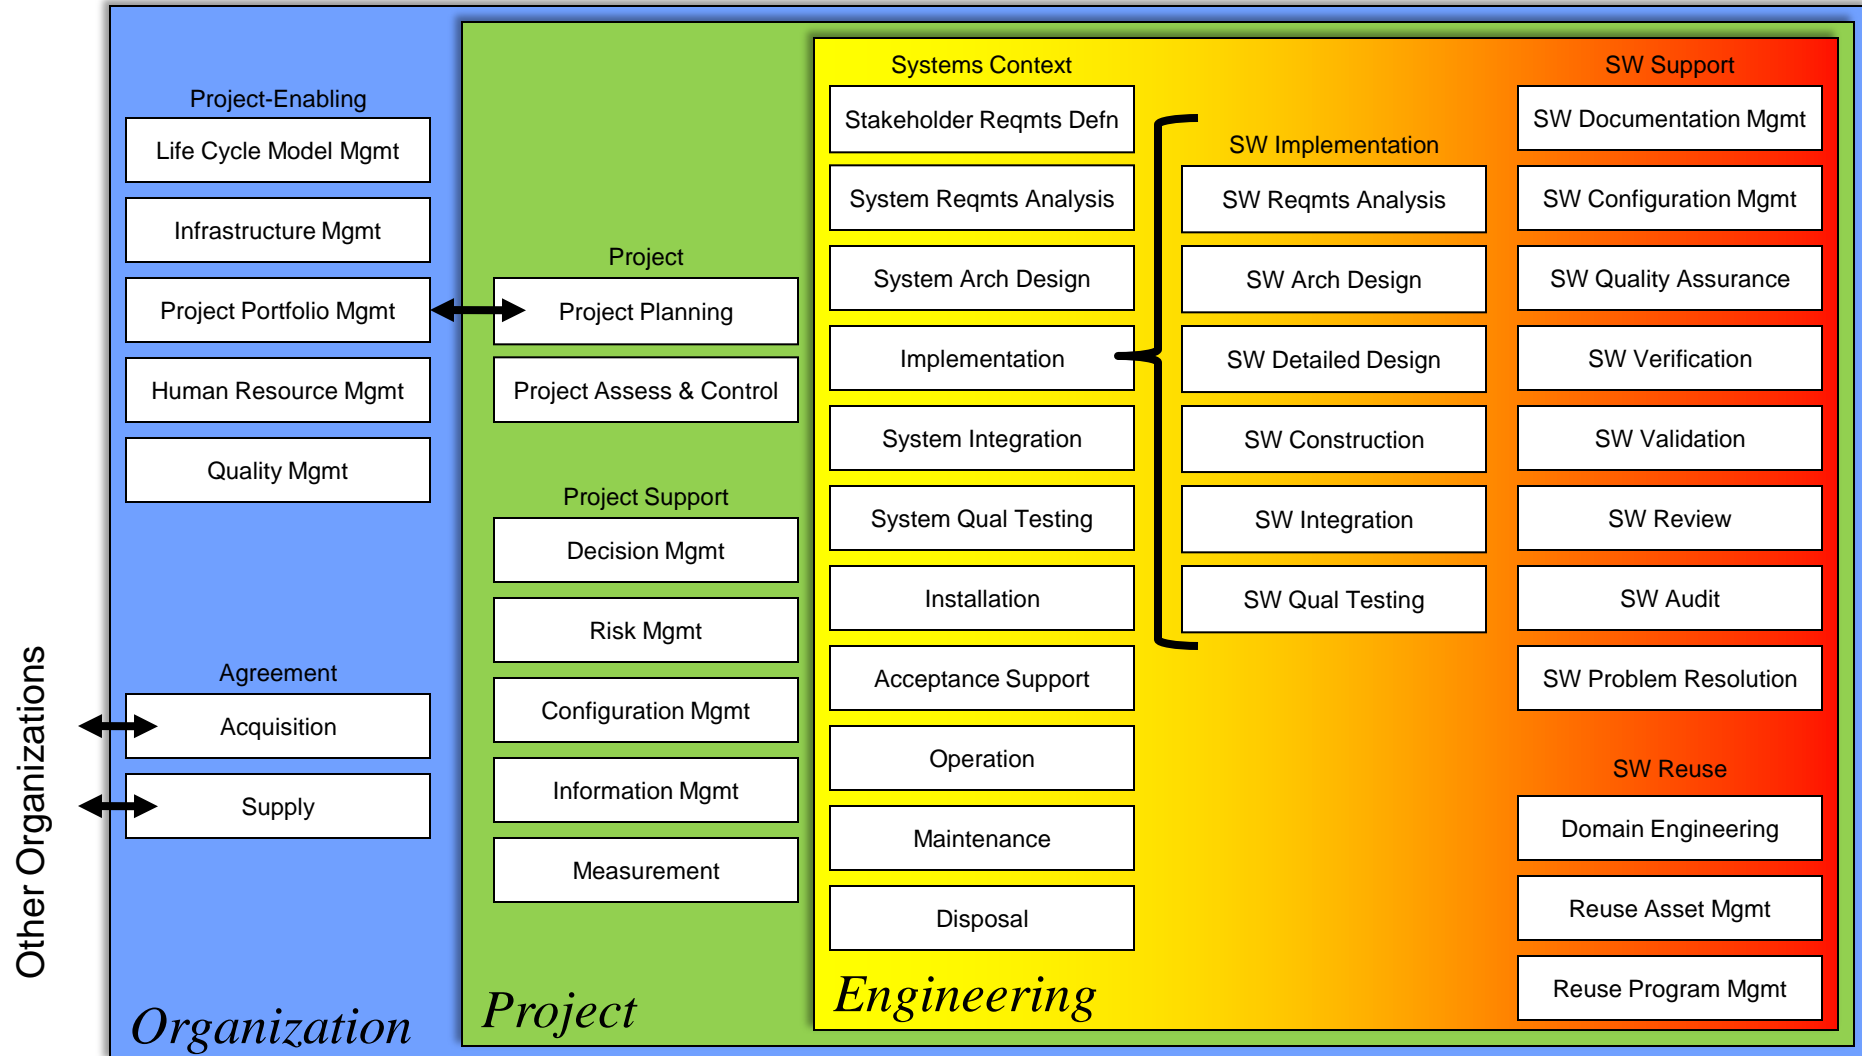 Other Organizations
Project-Enabling
Life Cycle Model Mgmt
Infrastructure Mgmt
Project Portfolio Mgmt
Human Resource Mgmt
Quality Mgmt
Agreement
Acquisition
Supply
Organization
Project
Project Planning
Project Assess & Control
Project Support
Decision Mgmt
Risk Mgmt
Configuration Mgmt
Information Mgmt
Measurement
Project
Systems Context
Stakeholder Reqmts Defn
System Reqmts Analysis
System Arch Design
Implementation
System Integration
System Qual Testing
Installation
Acceptance Support
Operation
Maintenance
Disposal
Engineering
SW Implementation
SW Reqmts Analysis
SW Arch Design
SW Detailed Design
SW Construction
SW Integration
SW Qual Testing
SW Support
SW Documentation Mgmt
SW Configuration Mgmt
SW Quality Assurance
SW Verification
SW Validation
SW Review
SW Audit
SW Problem Resolution
SW Reuse
Domain Engineering
Reuse Asset Mgmt
Reuse Program Mgmt